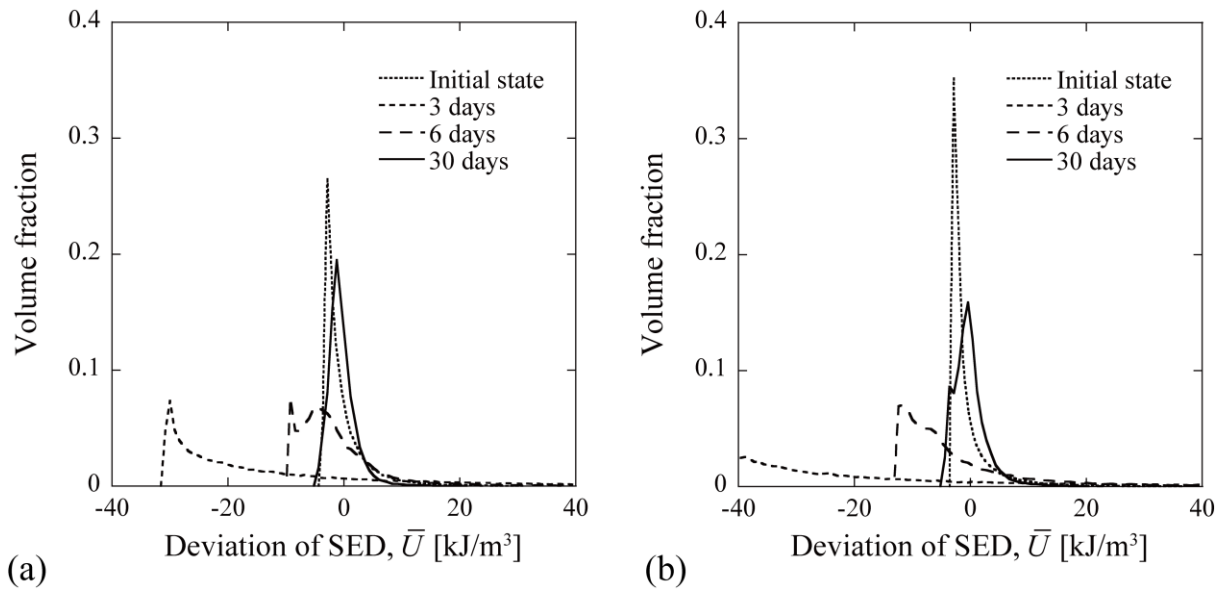 0.4
0.3
0.2
0.1
0
Volume fraction
Initial state
3 days
6 days
30 days
-40
-20
0
20
40
Deviation of SED, U̅ [kJ/m³]
(a)
0.4
0.3
0.2
0.1
0
Volume fraction
Initial state
3 days
6 days
30 days
-40
-20
0
20
40
Deviation of SED, U̅ [kJ/m³]
(b)